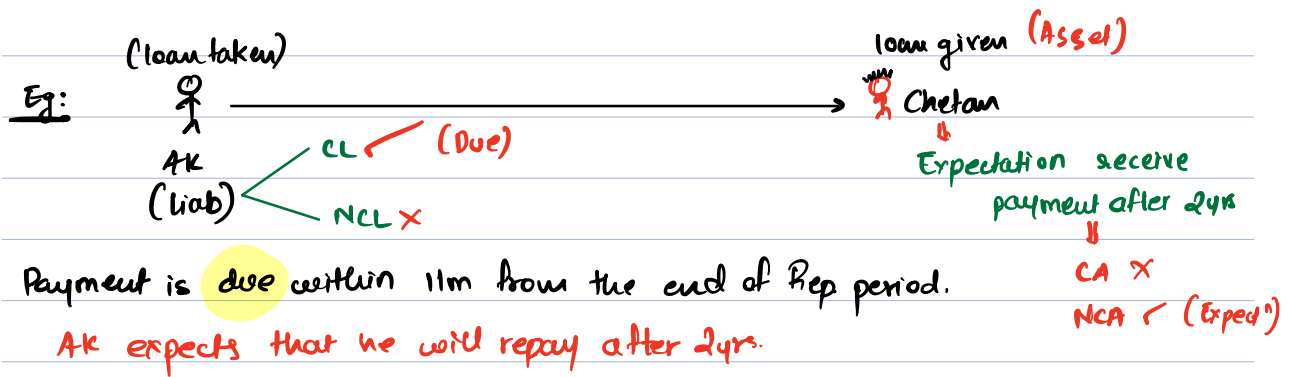 (loan taken)
loan given (Asset)
Eg:
Chetan
AK
(liab)
CL ✓ (Due)
NCL ✗
Expectation receive
payment after 2yrs
CA ✗
NCA ✓ (Expectⁿ)
Payment is due within 11m from the end of Rep period.
AK expects that he will repay after 2yrs.